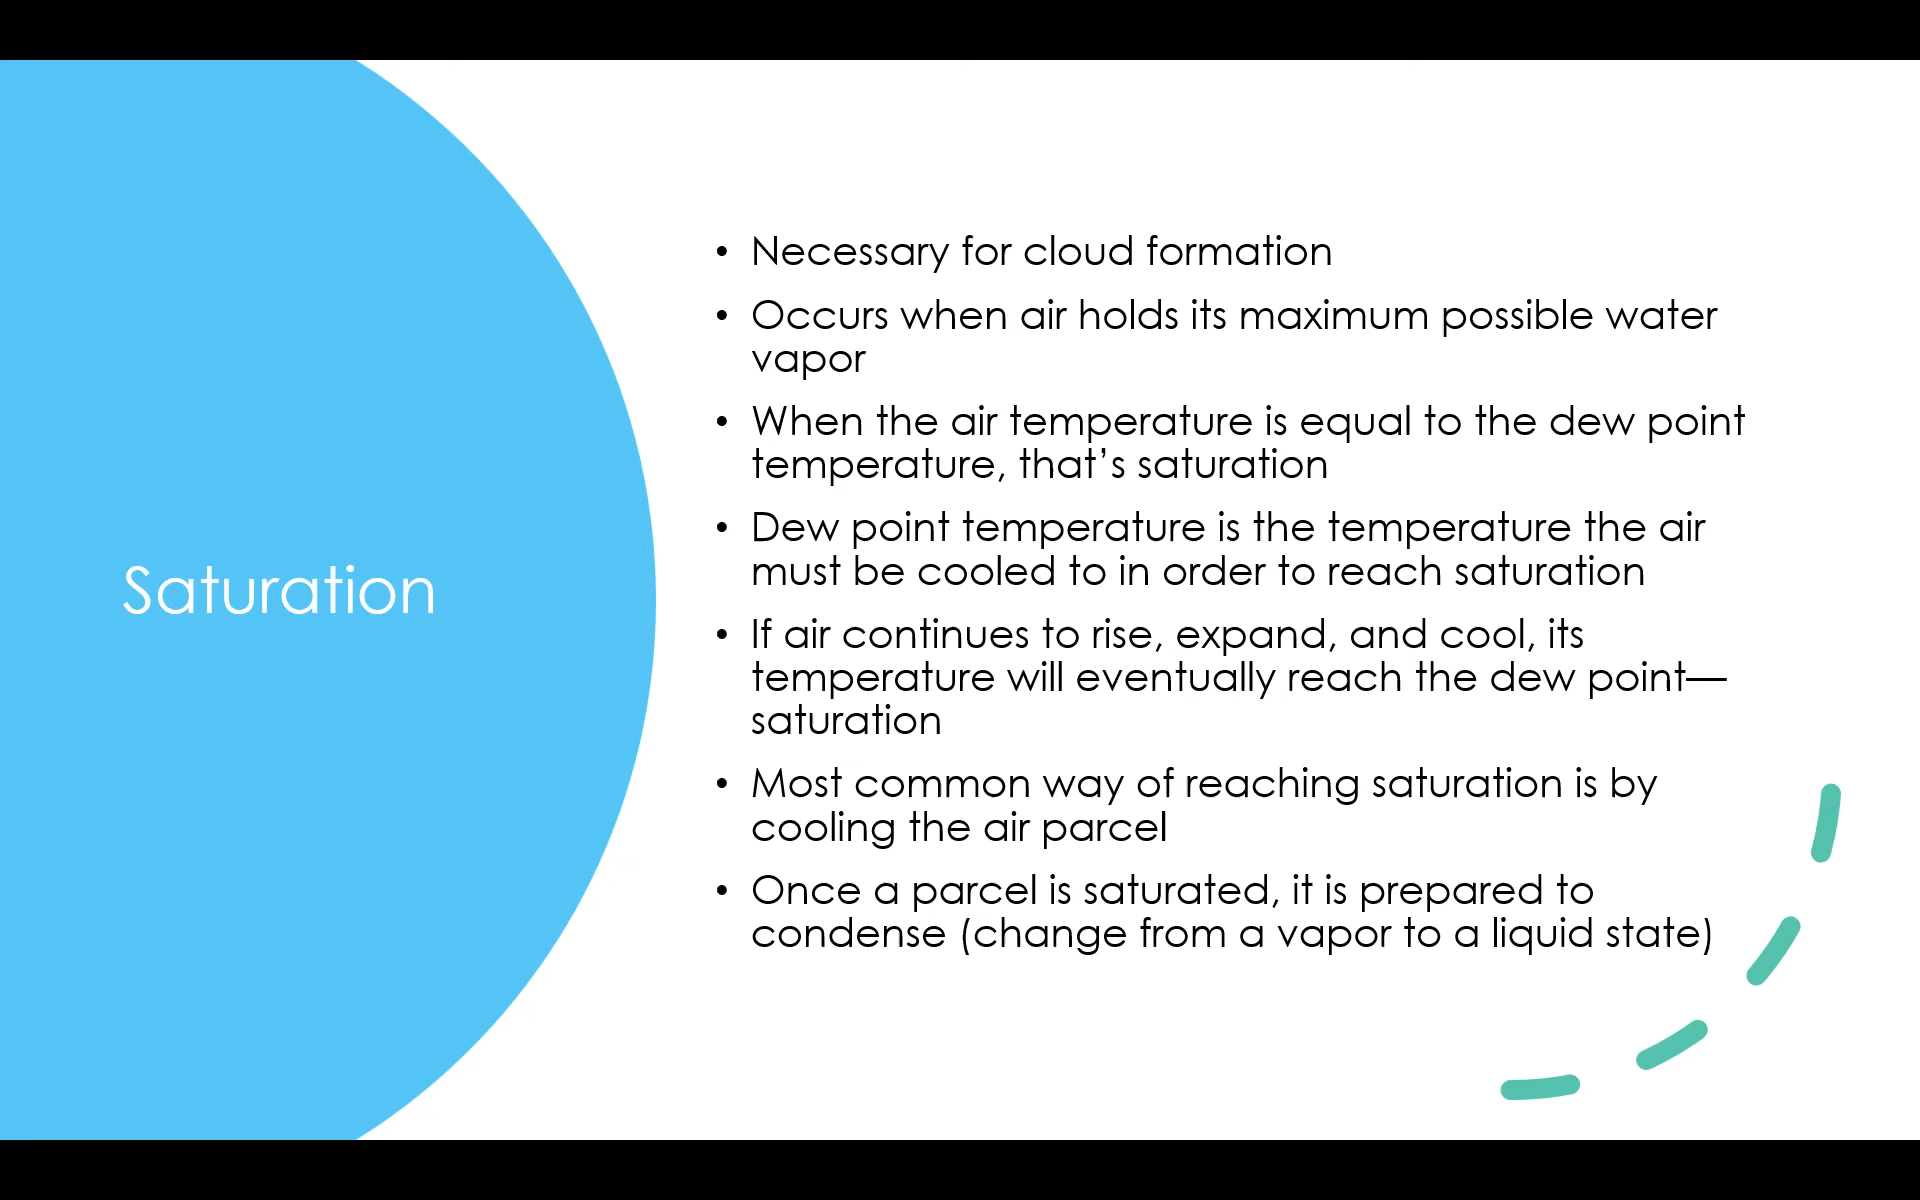 Saturation
• Necessary for cloud formation
• Occurs when air holds its maximum possible water
vapor
• When the air temperature is equal to the dew point
temperature, that’s saturation
• Dew point temperature is the temperature the air
must be cooled to in order to reach saturation
• If air continues to rise, expand, and cool, its
temperature will eventually reach the dew point—
saturation
• Most common way of reaching saturation is by
cooling the air parcel
• Once a parcel is saturated, it is prepared to
condense (change from a vapor to a liquid state)